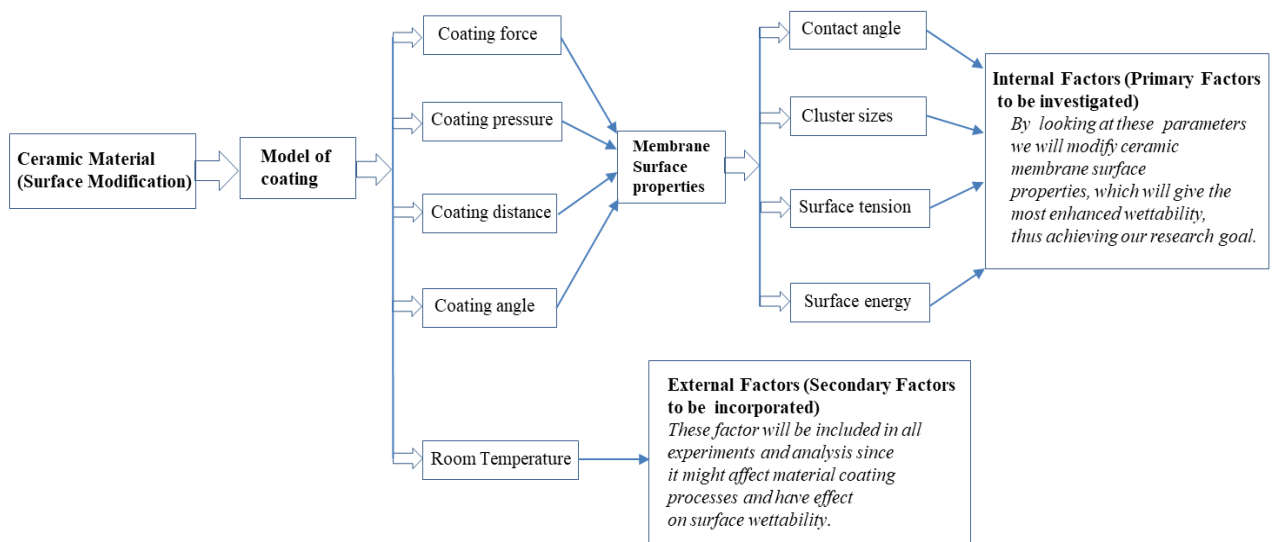 Ceramic Material
(Surface Modification)
Model of
coating
Coating force
Coating pressure
Coating distance
Coating angle
Room Temperature
Membrane
Surface
properties
Contact angle
Cluster sizes
Surface tension
Surface energy
Internal Factors (Primary Factors
to be investigated)
By looking at these parameters
we will modify ceramic
membrane surface
properties, which will give the
most enhanced wettability,
thus achieving our research goal.
External Factors (Secondary Factors
to be incorporated)
These factor will be included in all
experiments and analysis since
it might affect material coating
processes and have effect
on surface wettability.